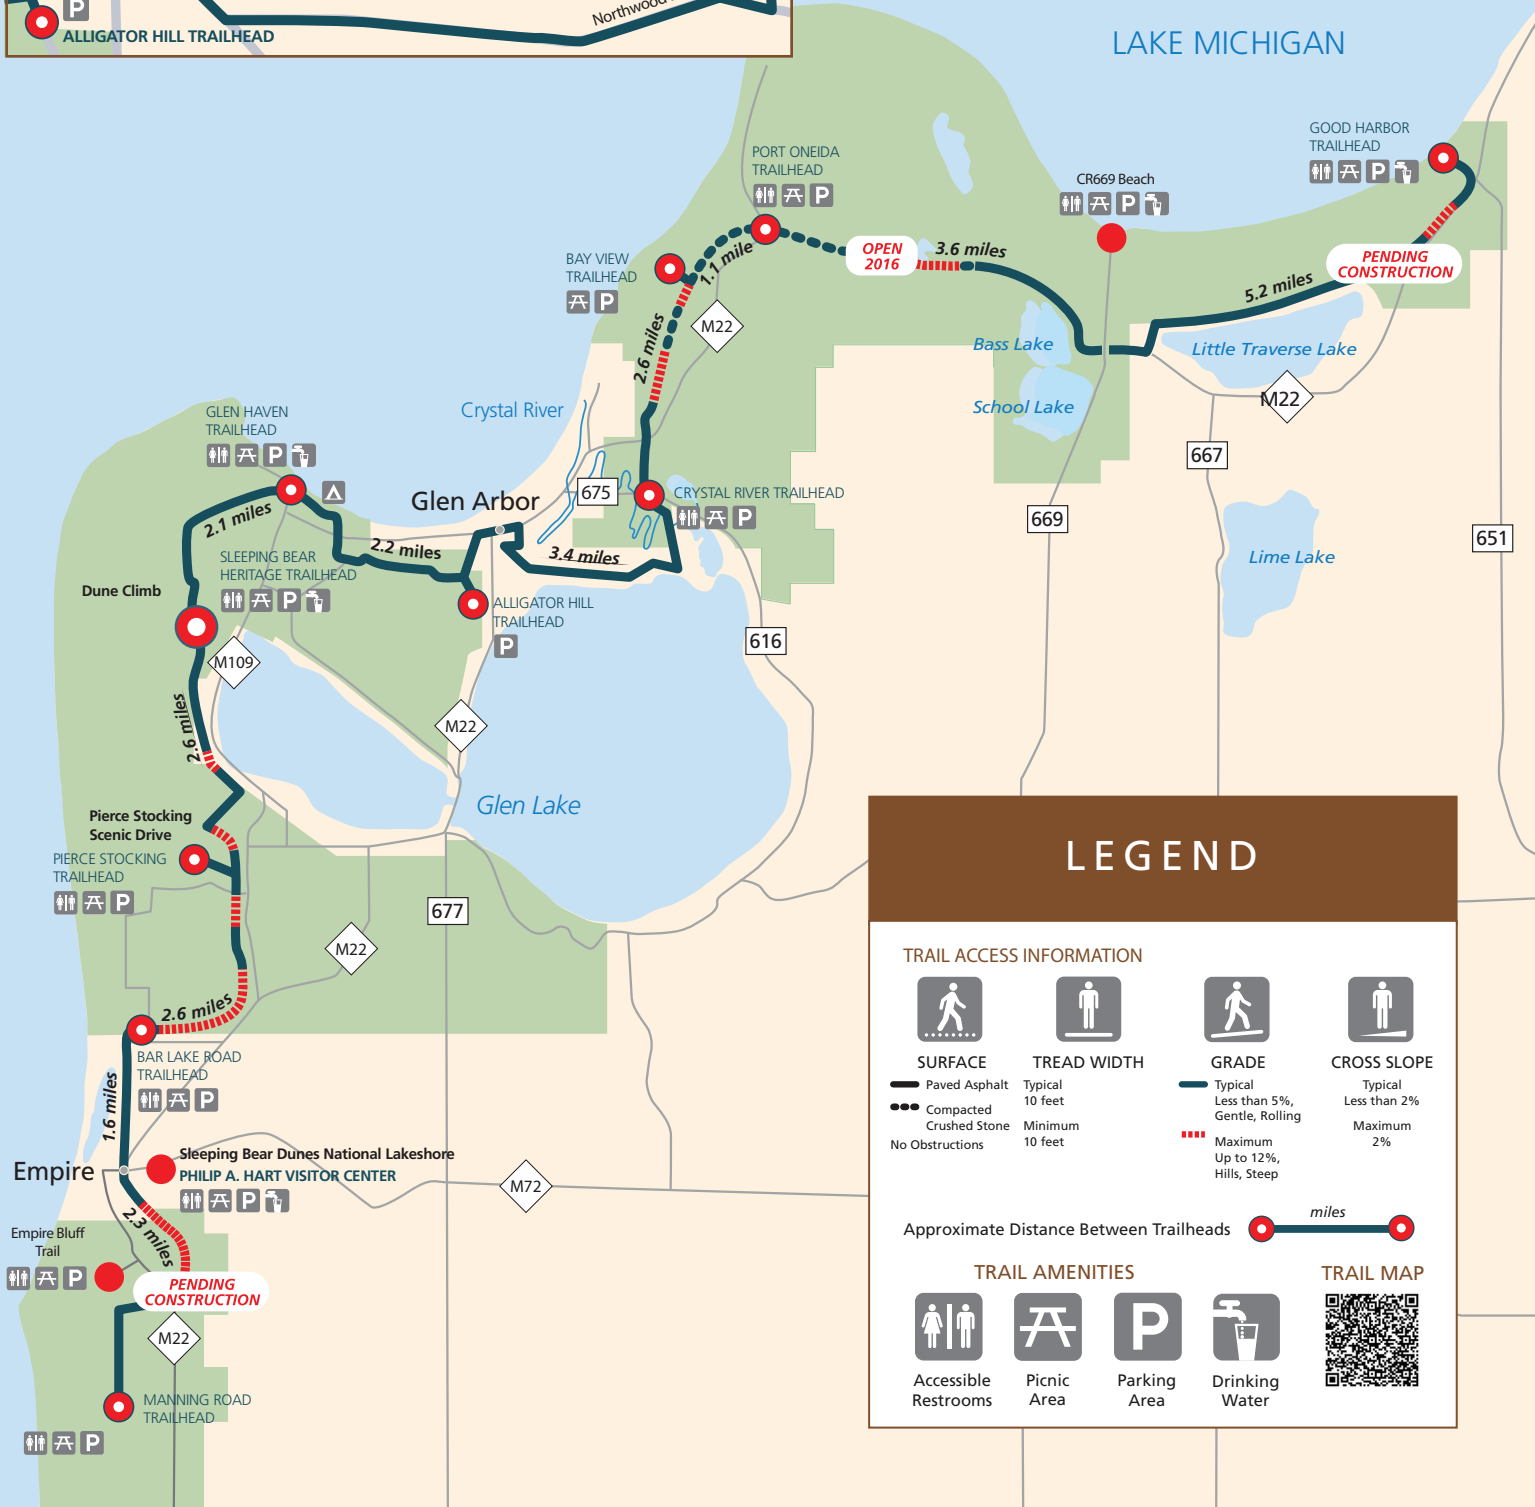 P
ALLIGATOR HILL TRAILHEAD
Northwood
LAKE MICHIGAN
GOOD HARBOR
TRAILHEAD
P
PORT ONEIDA
TRAILHEAD
P
CR669 Beach
P
BAY VIEW
TRAILHEAD
P
1.1 mile
OPEN
2016
3.6 miles
PENDING
CONSTRUCTION
5.2 miles
M22
2.6 miles
Bass Lake
Little Traverse Lake
School Lake
M22
Crystal River
GLEN HAVEN
TRAILHEAD
P
667
Glen Arbor
675
CRYSTAL RIVER TRAILHEAD
P
669
651
2.1 miles
2.2 miles
3.4 miles
Lime Lake
SLEEPING BEAR
HERITAGE TRAILHEAD
P
Dune Climb
ALLIGATOR HILL
TRAILHEAD
P
616
M109
2.6 miles
M22
Glen Lake
Pierce Stocking
Scenic Drive
PIERCE STOCKING
TRAILHEAD
P
677
M22
2.6 miles
BAR LAKE ROAD
TRAILHEAD
P
1.6 miles
Empire
Sleeping Bear Dunes National Lakeshore
PHILIP A. HART VISITOR CENTER
P
M72
2.3 miles
Empire Bluff
Trail
P
PENDING
CONSTRUCTION
M22
MANNING ROAD
TRAILHEAD
P
LEGEND
TRAIL ACCESS INFORMATION
SURFACE
Paved Asphalt
Compacted
Crushed Stone
No Obstructions
TREAD WIDTH
Typical
10 feet
Minimum
10 feet
GRADE
Typical
Less than 5%,
Gentle, Rolling
Maximum
Up to 12%,
Hills, Steep
CROSS SLOPE
Typical
Less than 2%
Maximum
2%
Approximate Distance Between Trailheads
miles
TRAIL AMENITIES
TRAIL MAP
P
Accessible
Restrooms
Picnic
Area
Parking
Area
Drinking
Water